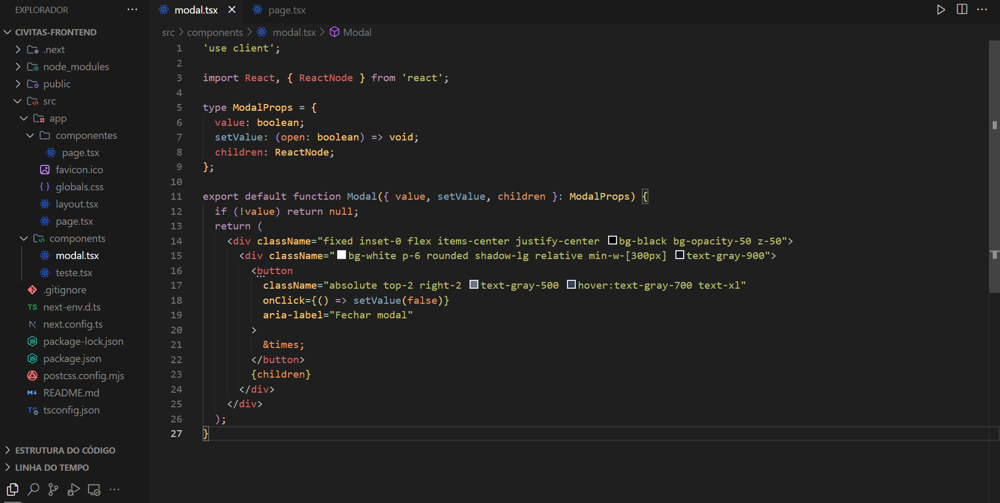 EXPLORADOR
CIVITAS-FRONTEND
.next
node_modules
public
src
app
componentes
page.tsx
favicon.ico
globals.css
layout.tsx
page.tsx
components
modal.tsx
teste.tsx
.gitignore
TS next-env.d.ts
next.config.ts
package-lock.json
package.json
postcss.config.mjs
README.md
tsconfig.json
ESTRUTURA DO CÓDIGO
LINHA DO TEMPO
modal.tsx page.tsx
src > components > modal.tsx > Modal
1 'use client';
2
3 import React, { ReactNode } from 'react';
4
5 type ModalProps = {
6 value: boolean;
7 setValue: (open: boolean) => void;
8 children: ReactNode;
9 };
10
11 export default function Modal({ value, setValue, children }: ModalProps) {
12 if (!value) return null;
13 return (
14 <div className="fixed inset-0 flex items-center justify-center bg-black bg-opacity-50 z-50">
15 <div className="bg-white p-6 rounded shadow-lg relative min-w-[300px] text-gray-900">
16 <button
17 className="absolute top-2 right-2 text-gray-500 hover:text-gray-700 text-xl"
18 onClick={() => setValue(false)}
19 aria-label="Fechar modal"
20 >
21 &times;
22 </button>
23 {children}
24 </div>
25 </div>
26 );
27 }